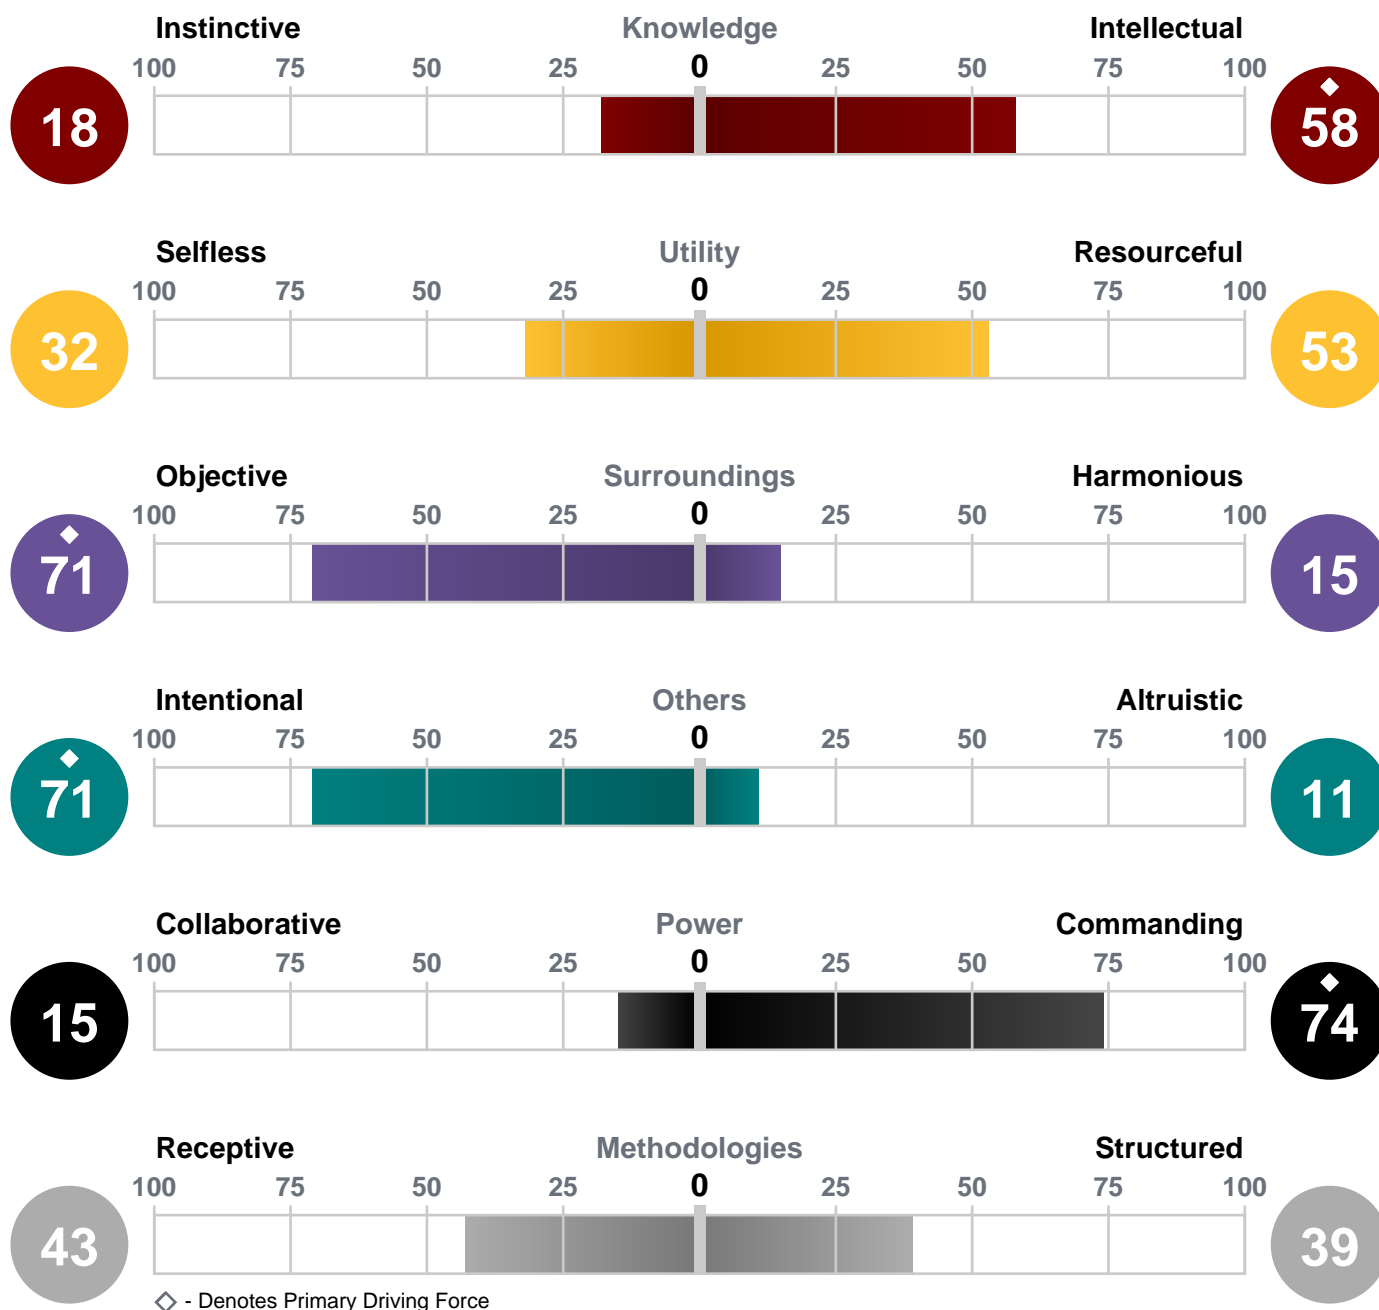 Instinctive Knowledge Intellectual
100 75 50 25 0 25 50 75 100
18 58
Selfless Utility Resourceful
100 75 50 25 0 25 50 75 100
32 53
Objective Surroundings Harmonious
100 75 50 25 0 25 50 75 100
71 15
Intentional Others Altruistic
100 75 50 25 0 25 50 75 100
71 11
Collaborative Power Commanding
100 75 50 25 0 25 50 75 100
15 74
Receptive Methodologies Structured
100 75 50 25 0 25 50 75 100
43 39
- Denotes Primary Driving Force